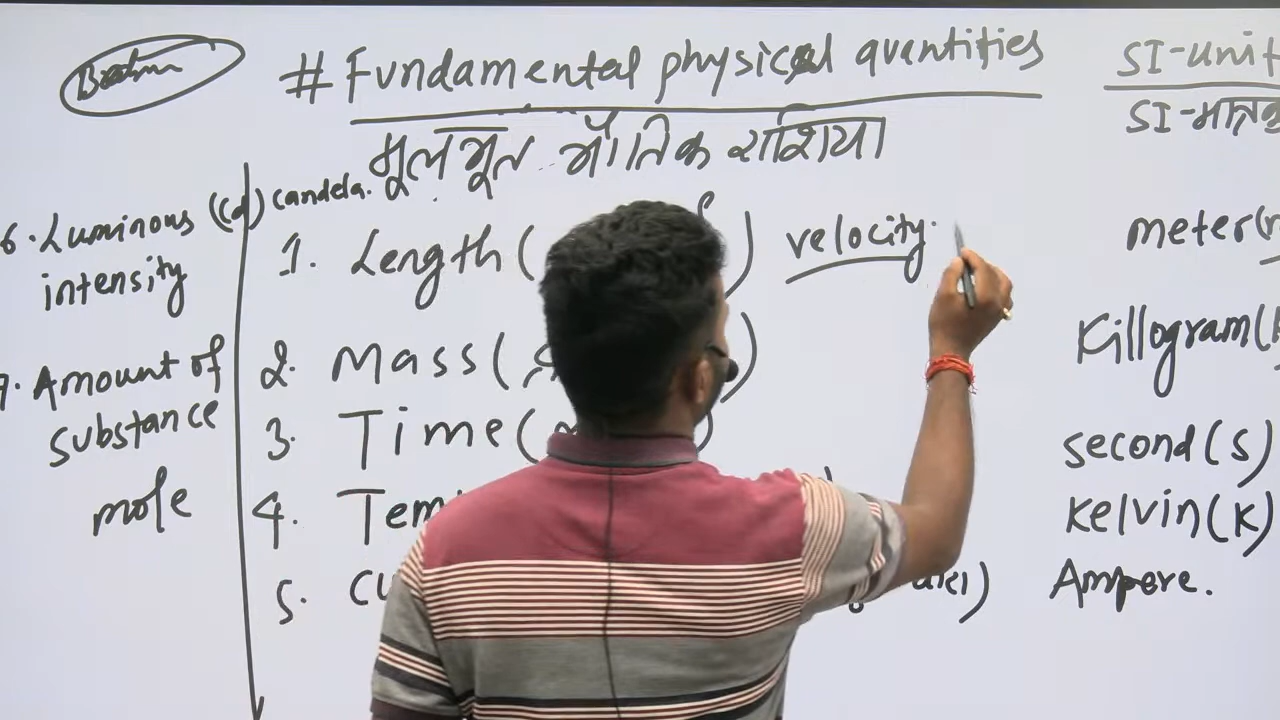 # Fundamental physical quantities
SI-unit
मूलभूत भौतिक राशिया
SI-मात्रक
6. Luminous (cd) candela.
intensity
1. Length (
)
velocity.
meter(
7. Amount of
substance
mole
2. Mass (
)
Killogram(
3. Time (
)
second(s)
4. Tem
Kelvin(K)
5. Cu
)
Ampere.